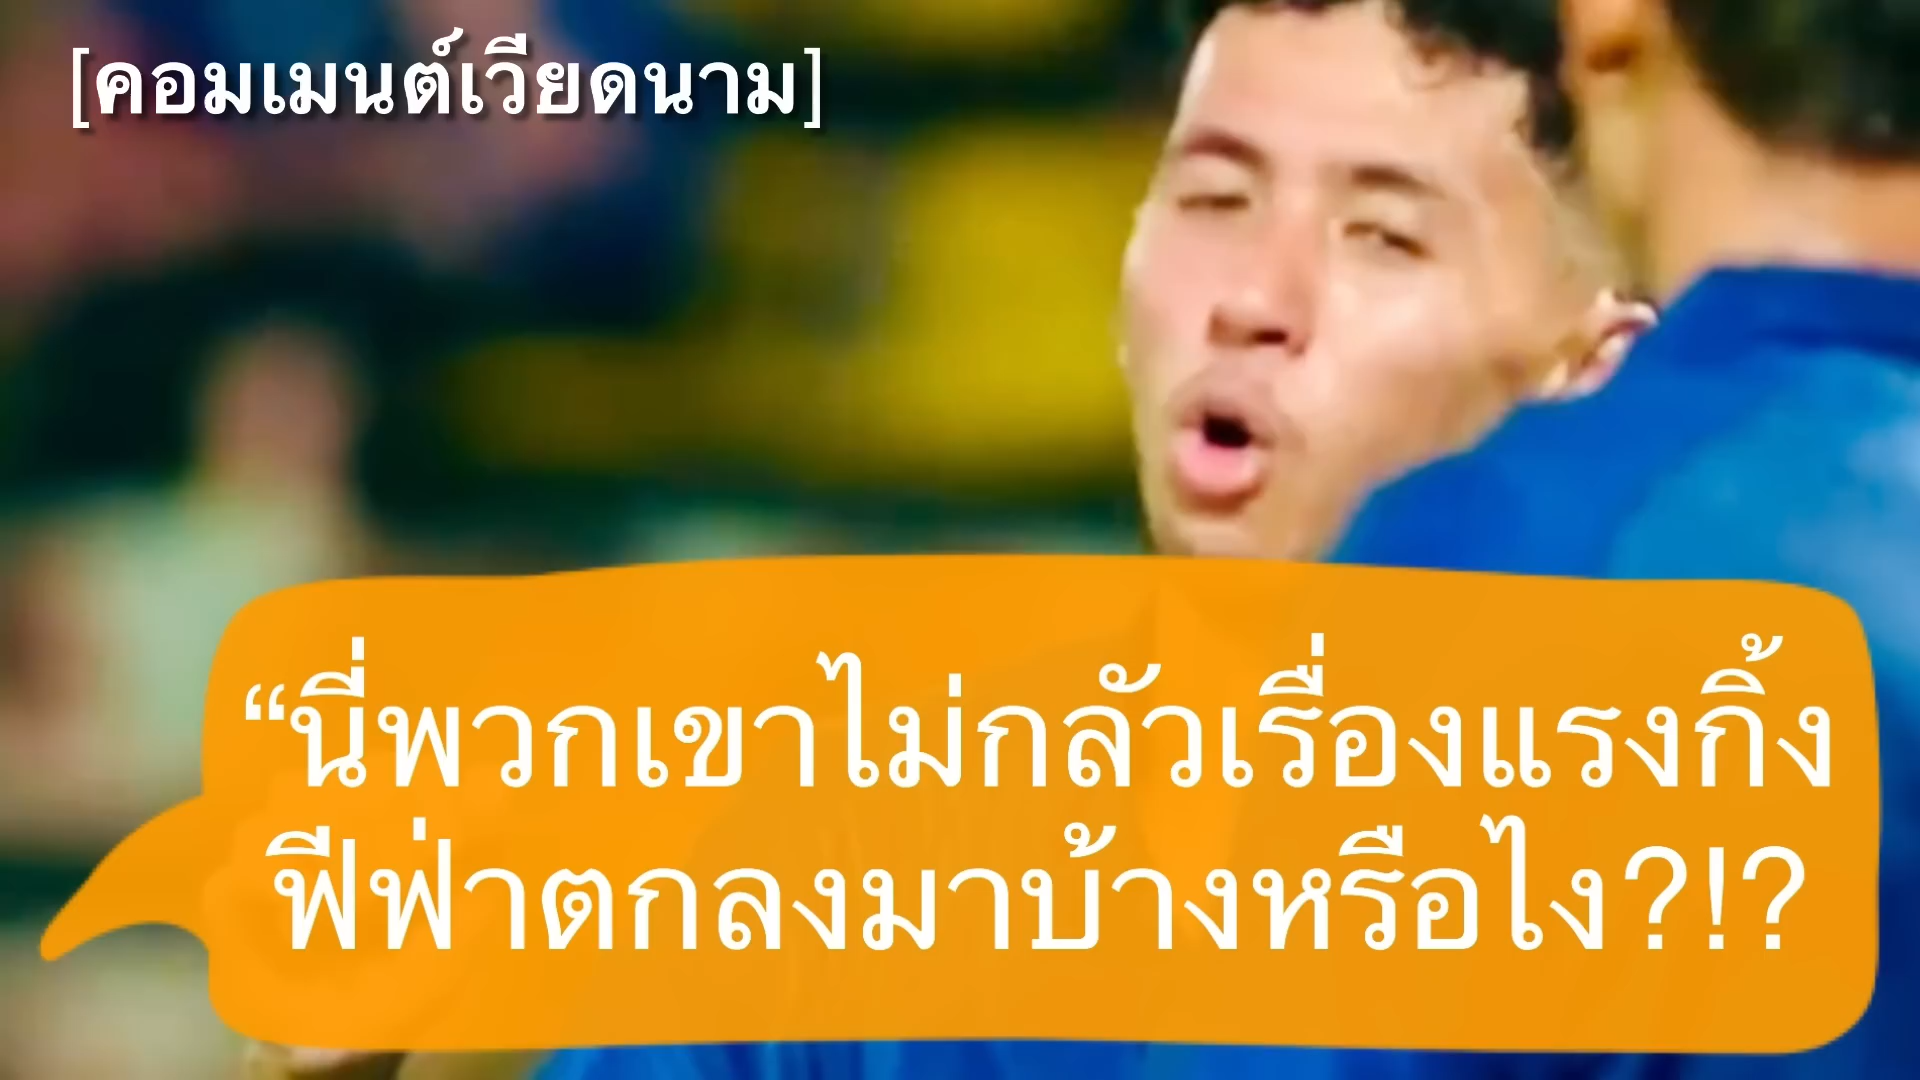 [คอมเมนต์เวียดนาม]
“นี่พวกเขาไม่กลัวเรื่องแรงกิ้ง
ฟีฟ่าตกลงมาบ้างหรือไง?!?